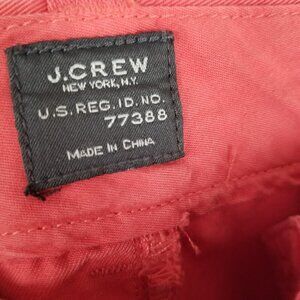 J.CREW
NEW YORK, N.Y.
U.S. REG. ID. NO.
77388
MADE IN CHINA